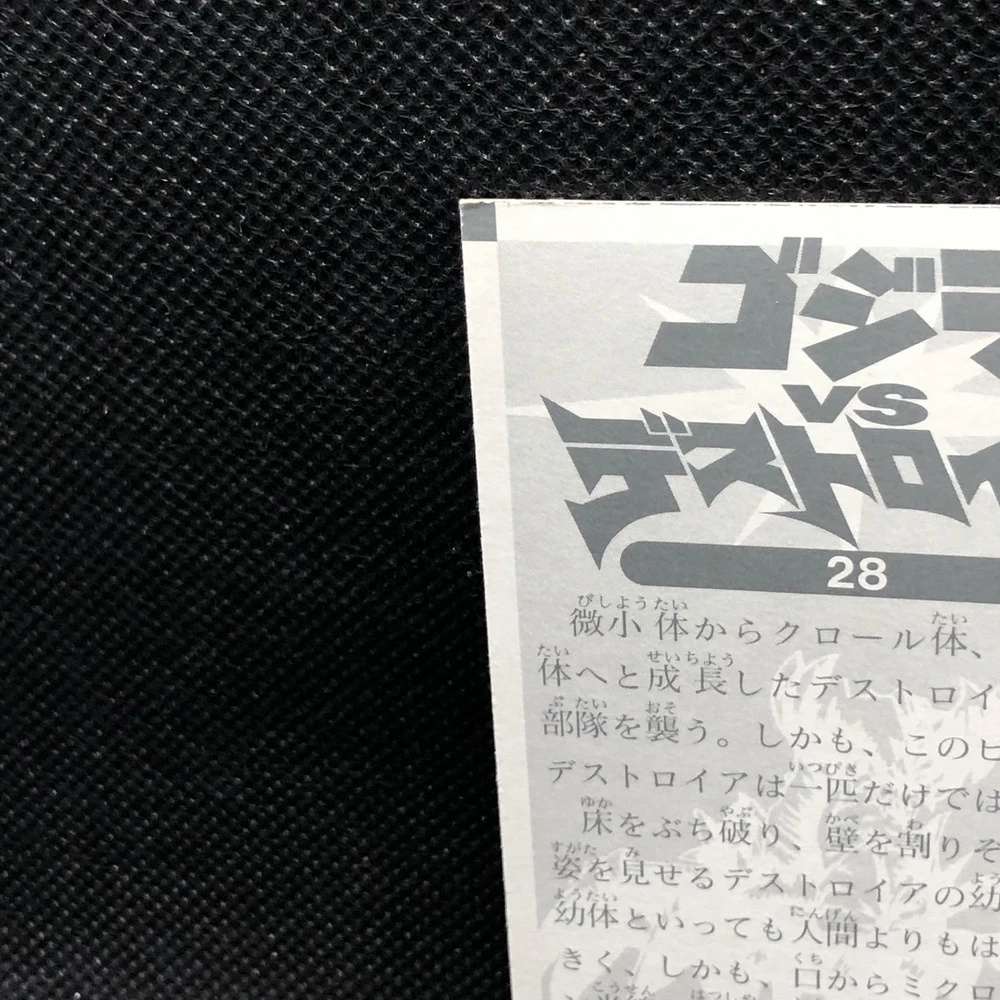 ゴジラ
VS
デストロイ
28
微小体からクロール体、
体へと成長したデストロイ
部隊を襲う。しかも、このヒ
デストロイアは一匹だけでは
床をぶち破り、壁を割りそ
姿を見せるデストロイアの幼
幼体といっても人間よりもは
きく、しかも、口からミクロ